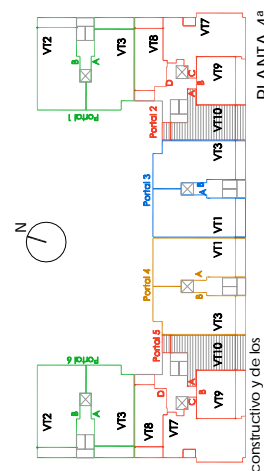 VT2
B
A
Portal 1
VT3
VT8
VT7
D
C
A
B
VT9
Portal 2
VT10
PLANTA 4ª
Portal 3
VT3
B
A
VT1
N
Portal 4
VT1
A
B
VT3
Portal 5
VT10
A
B
C
D
VT9
VT7
VT8
Portal 6
VT3
A
B
VT2
constructivo y de los